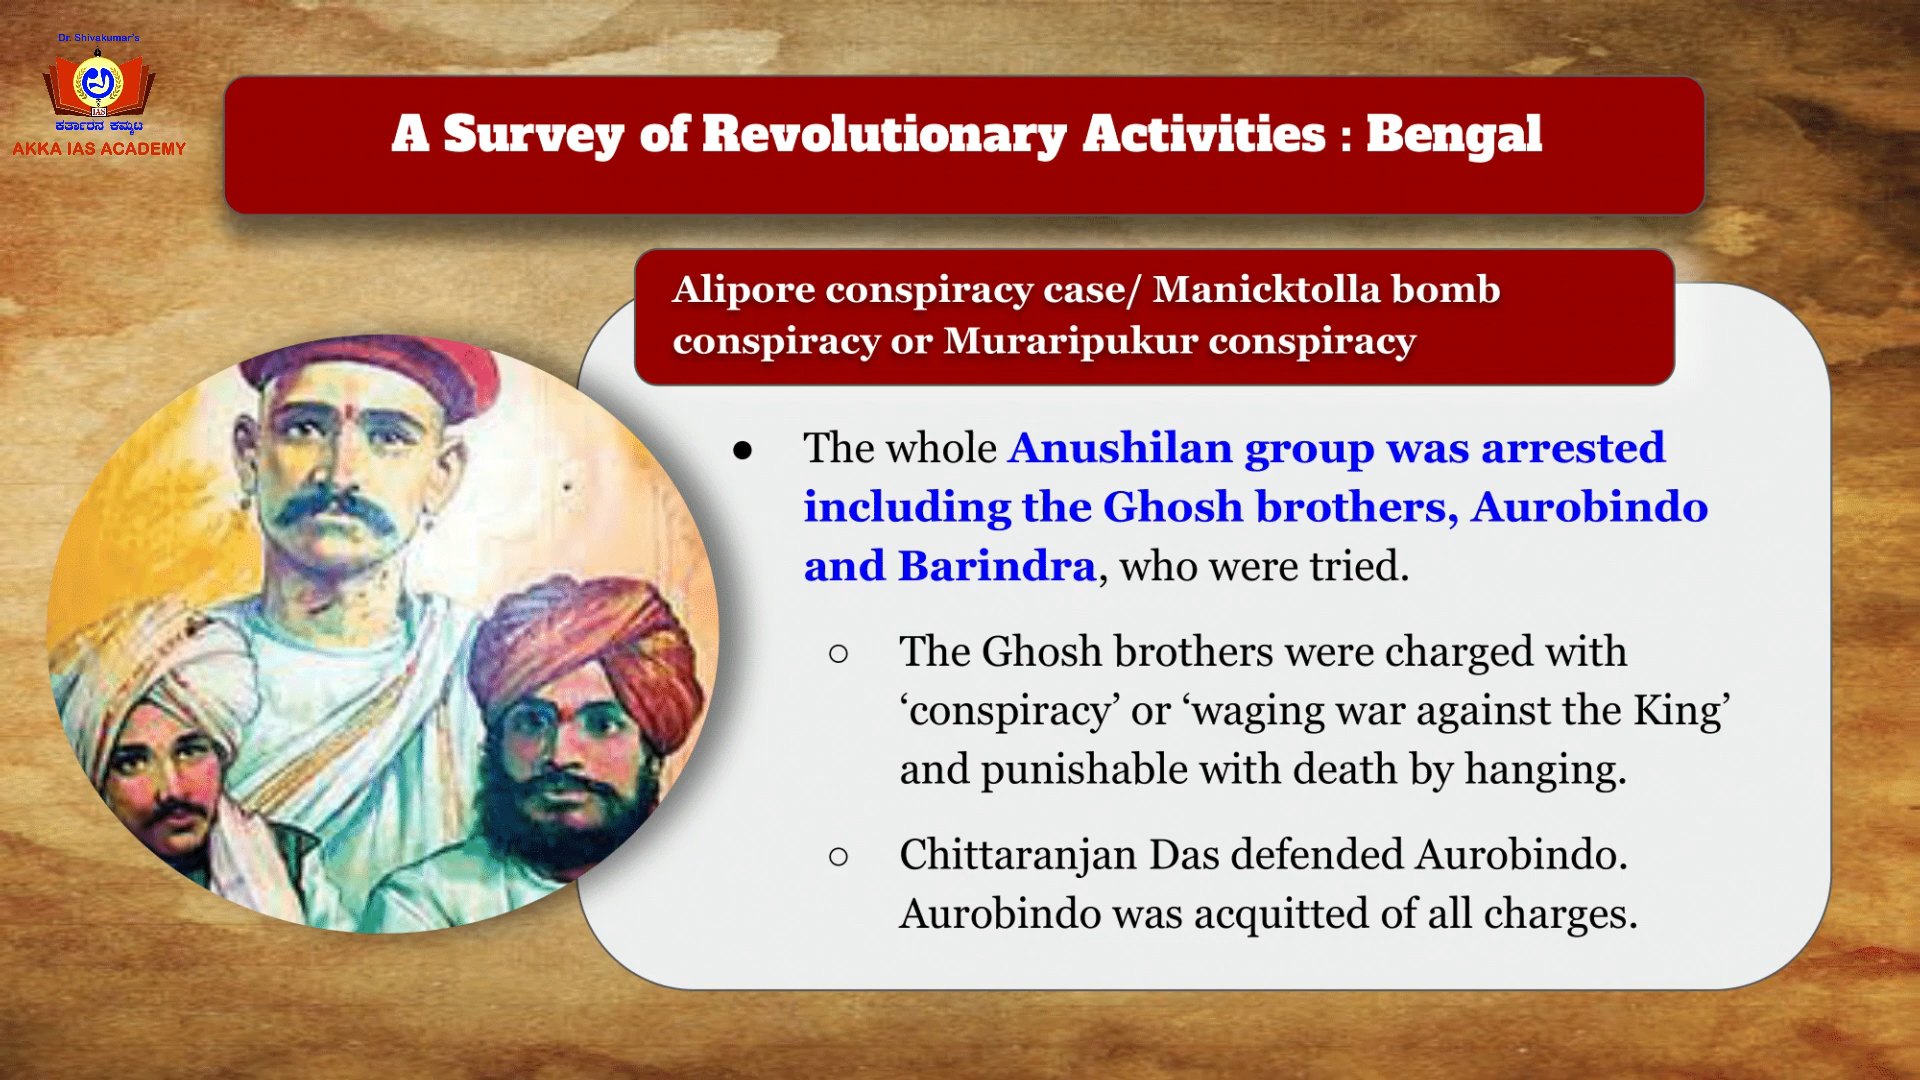 Dr. Shivakumar's
IAS
ಕರ್ತಾರನ ಕಮ್ಮಟ
AKKA IAS ACADEMY
A Survey of Revolutionary Activities : Bengal
Alipore conspiracy case/ Manicktolla bomb
conspiracy or Muraripukur conspiracy
● The whole Anushilan group was arrested
including the Ghosh brothers, Aurobindo
and Barindra, who were tried.
○ The Ghosh brothers were charged with
‘conspiracy’ or ‘waging war against the King’
and punishable with death by hanging.
○ Chittaranjan Das defended Aurobindo.
Aurobindo was acquitted of all charges.